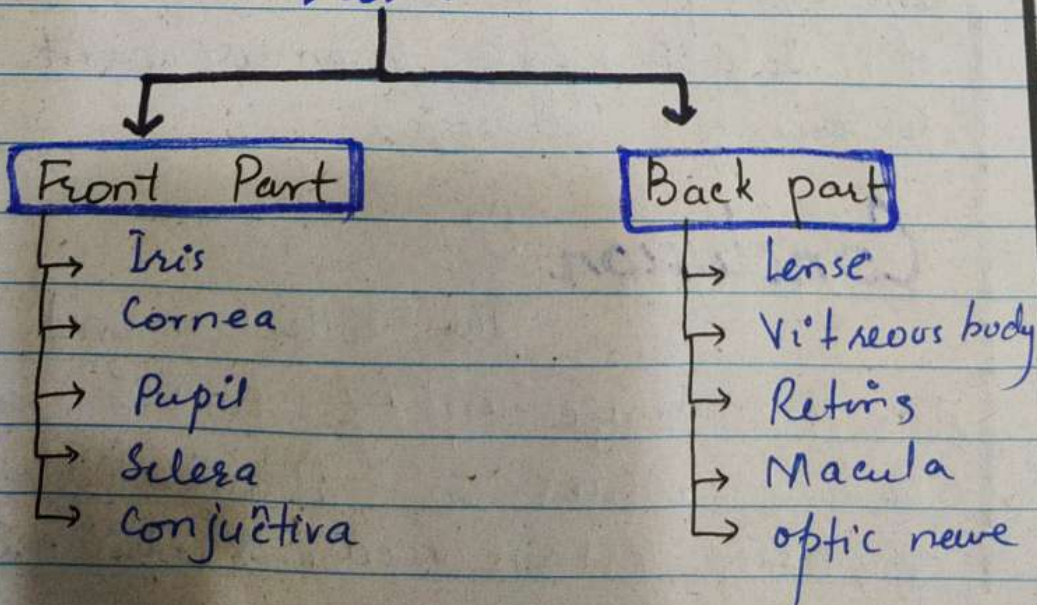 Front Part
Iris
Cornea
Pupil
Sclera
Conjuctiva
Back part
Lense
Vitreous body
Retina
Macula
optic nerve